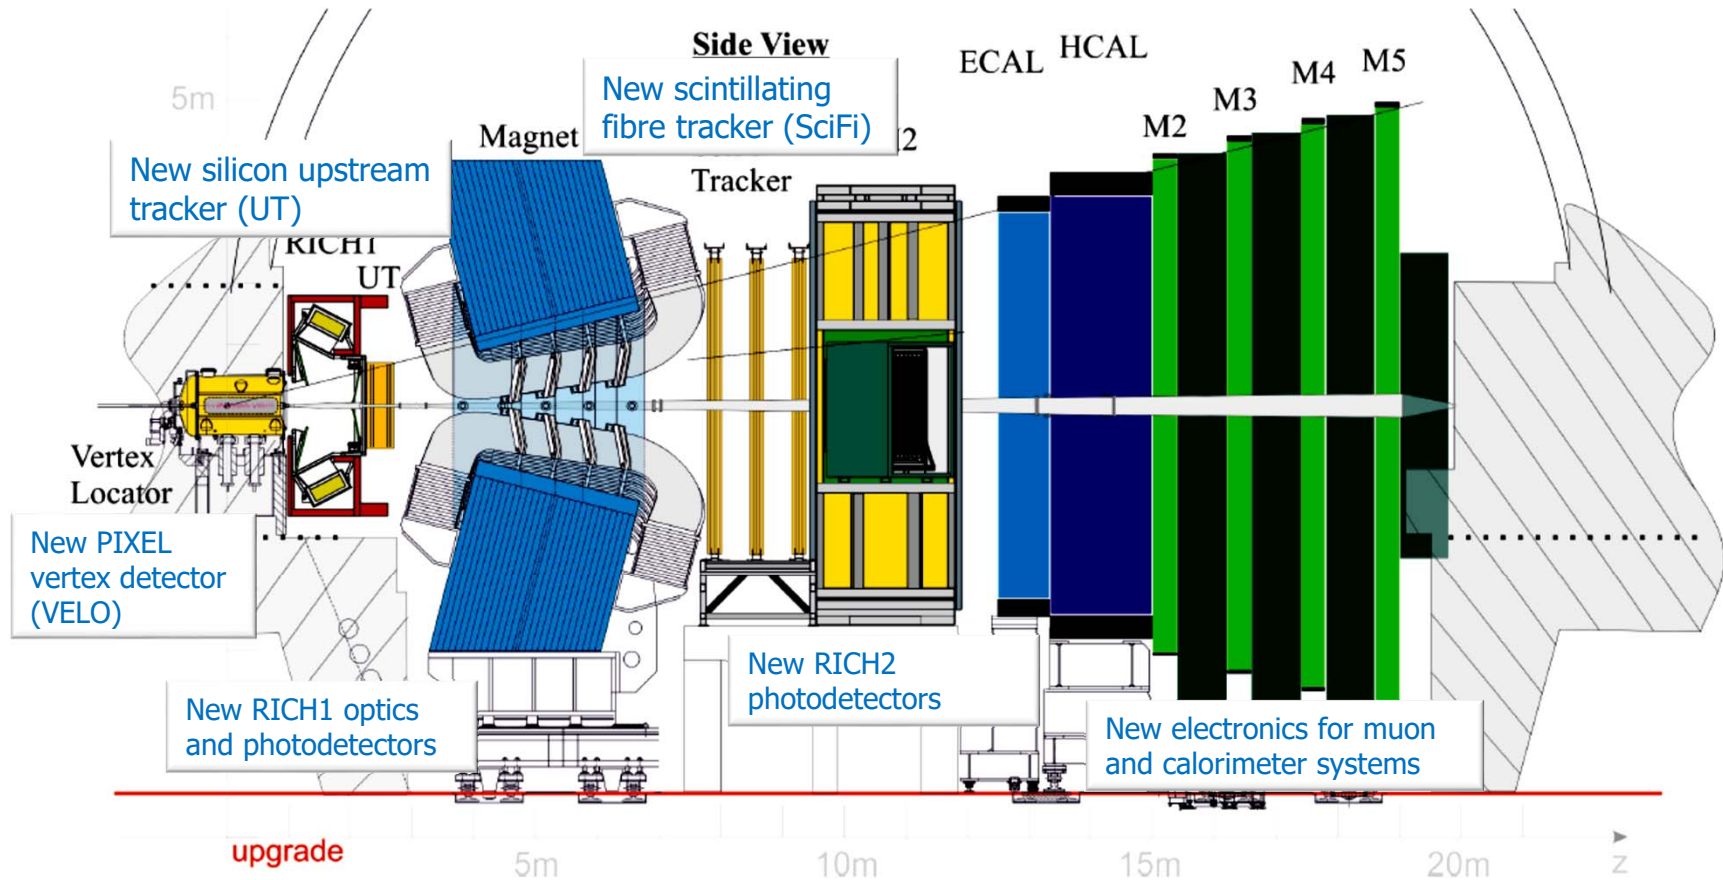 Side View
ECAL
HCAL
M2
M3
M4
M5
5m
New scintillating
fibre tracker (SciFi)
Magnet
Tracker
New silicon upstream
tracker (UT)
RICH1
UT
Vertex
Locator
New PIXEL
vertex detector
(VELO)
New RICH1 optics
and photodetectors
New RICH2
photodetectors
New electronics for muon
and calorimeter systems
upgrade
5m
10m
15m
20m
z